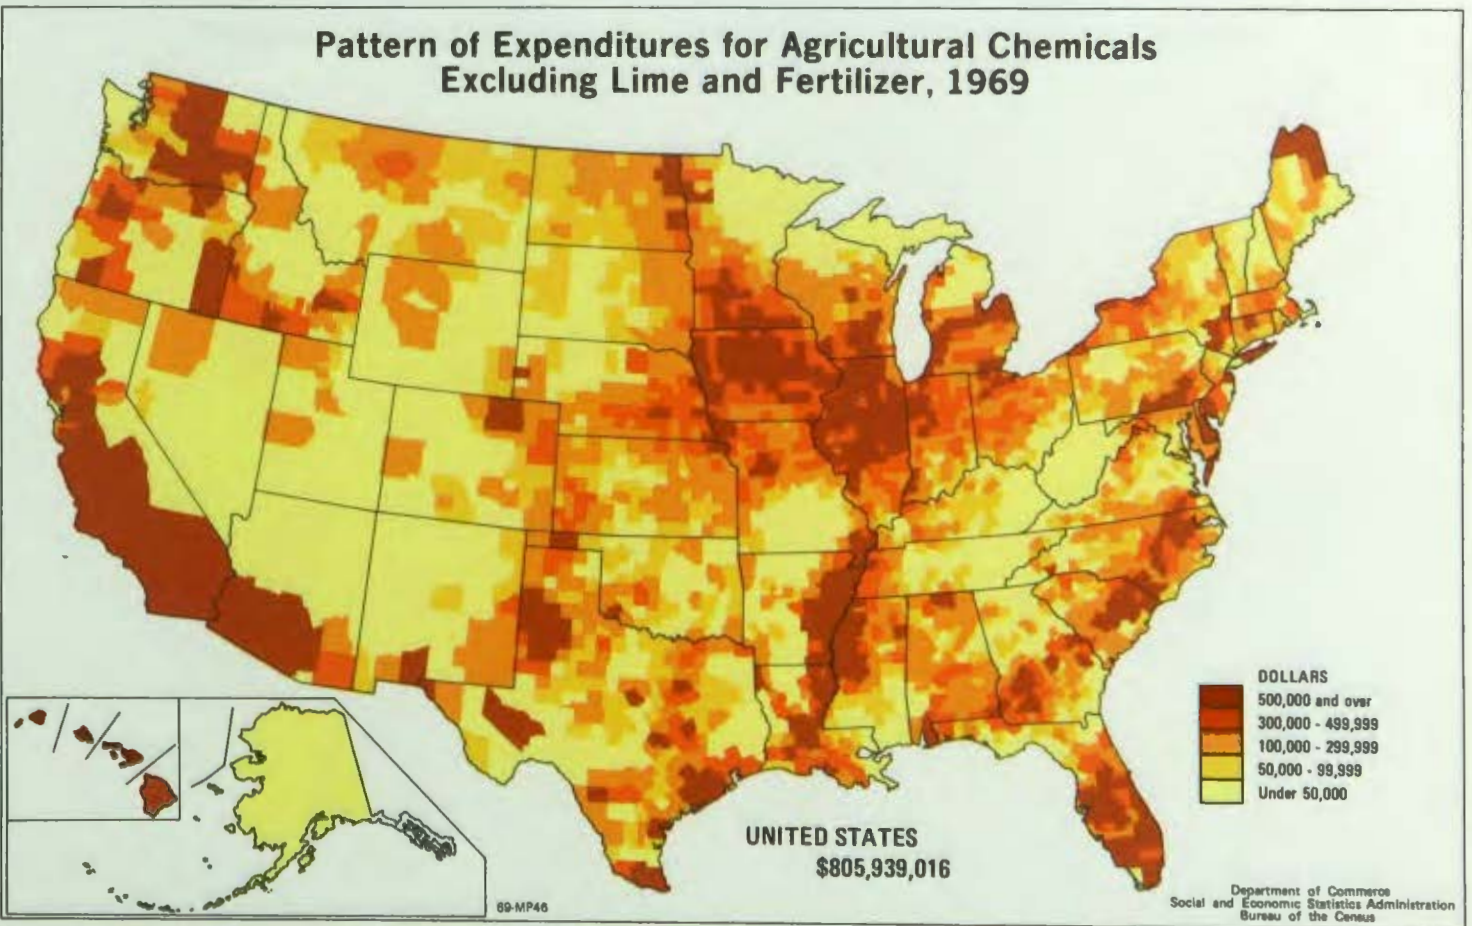 Pattern of Expenditures for Agricultural Chemicals
Excluding Lime and Fertilizer, 1969
DOLLARS
500,000 and over
300,000 - 499,999
100,000 - 299,999
50,000 - 99,999
Under 50,000
UNITED STATES
$805,939,016
69-MP46
Department of Commerce
Social and Economic Statistics Administration
Bureau of the Census